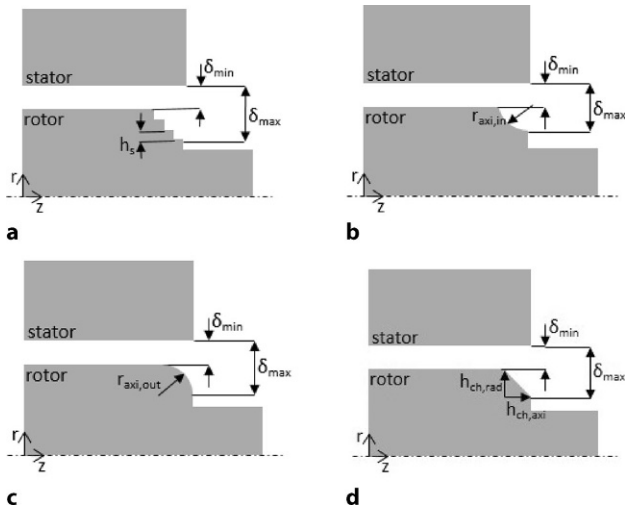 stator
δmin
δmax
rotor
hs
r
z
a
stator
δmin
δmax
rotor
raxi,in
r
z
b
stator
δmin
δmax
rotor
raxi,out
r
z
c
stator
δmin
δmax
rotor
hch,rad
hch,axi
r
z
d